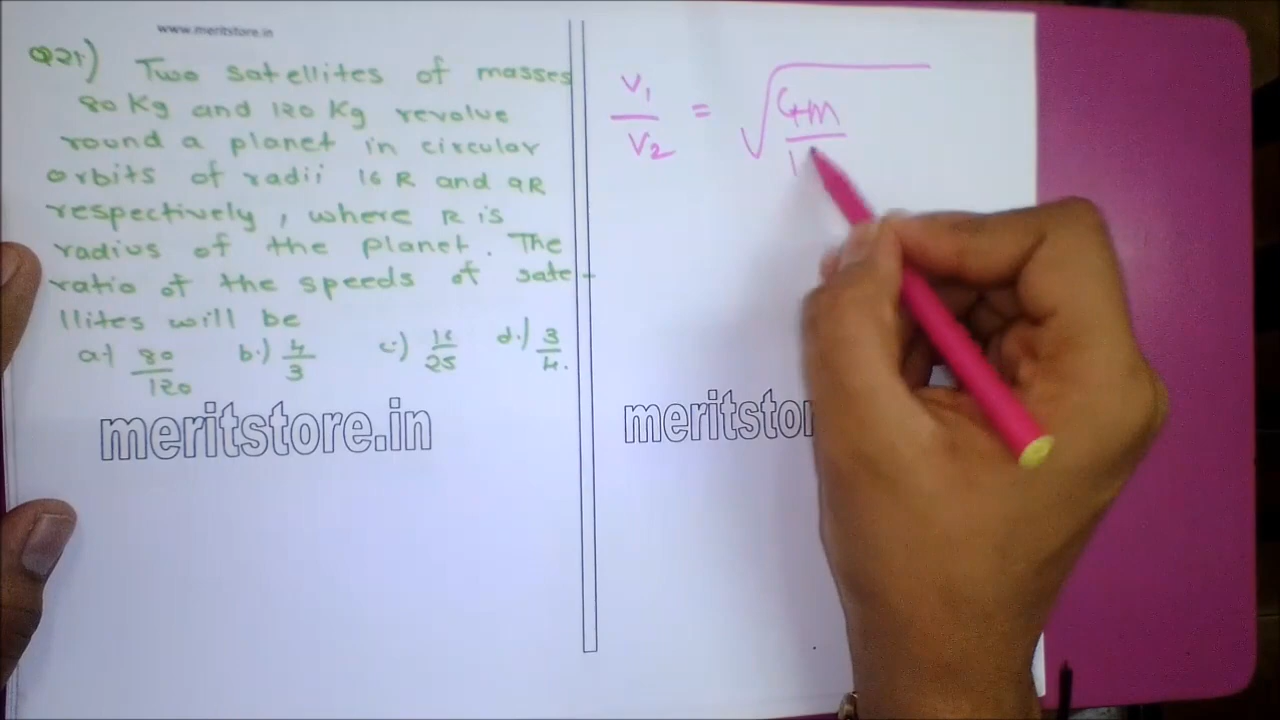 www.meritstore.in
Q21) Two satellites of masses
80 Kg and 120 Kg revolve
round a planet in circular
orbits of radii 16 R and 9R
respectively, where R is
radius of the planet. The
ratio of the speeds of sate-
llites will be
a.) 80/120 b.) 4/3 c.) 16/25 d.) 3/4.
meritstore.in
V1/V2 = √GM
meritstor